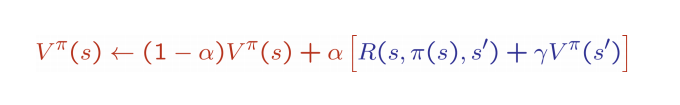 V^π(s) ← (1 − α)V^π(s) + α [R(s, π(s), s′) + γV^π(s′)]